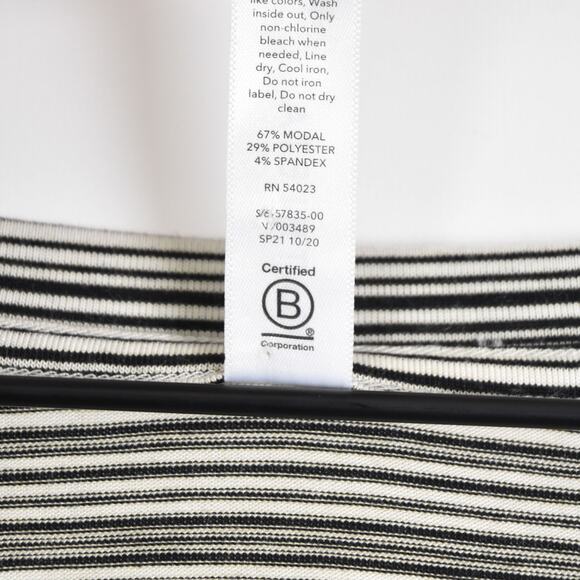 like colors, Wash
inside out, Only
non-chlorine
bleach when
needed, Line
dry, Cool iron,
Do not iron
label, Do not dry
clean
67% MODAL
29% POLYESTER
4% SPANDEX
RN 54023
57835-00
/003489
SP21 10/20
Certified
B
®
Corporation